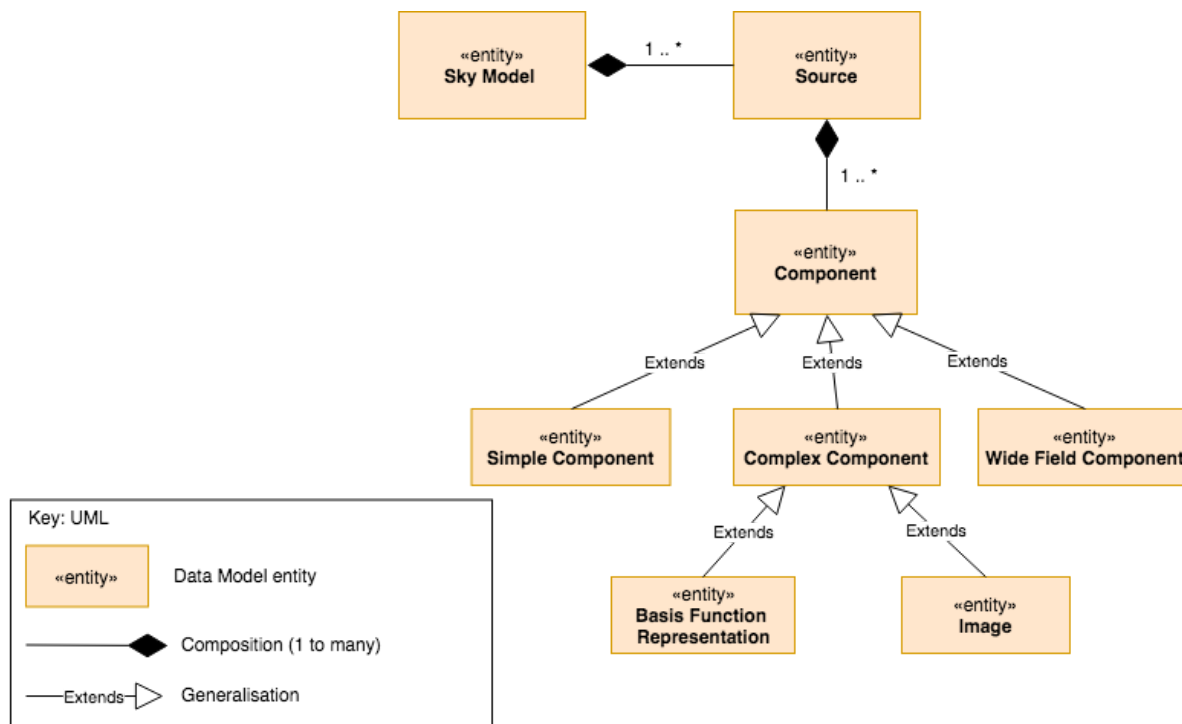 «entity»
Sky Model
1 .. *
«entity»
Source
1 .. *
«entity»
Component
Extends
Extends
Extends
«entity»
Simple Component
«entity»
Complex Component
«entity»
Wide Field Component
Extends
Extends
«entity»
Basis Function
Representation
«entity»
Image
Key: UML
«entity»
Data Model entity
Composition (1 to many)
Extends
Generalisation